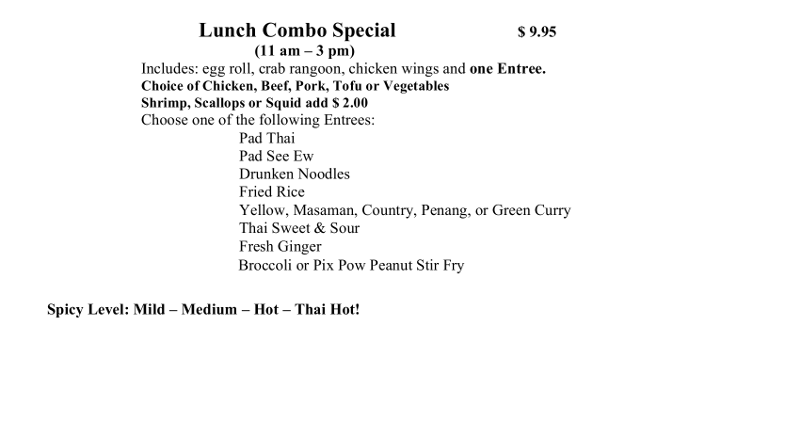 Lunch Combo Special $ 9.95
(11 am – 3 pm)
Includes: egg roll, crab rangoon, chicken wings and one Entree.
Choice of Chicken, Beef, Pork, Tofu or Vegetables
Shrimp, Scallops or Squid add $ 2.00
Choose one of the following Entrees:
Pad Thai
Pad See Ew
Drunken Noodles
Fried Rice
Yellow, Masaman, Country, Penang, or Green Curry
Thai Sweet & Sour
Fresh Ginger
Broccoli or Pix Pow Peanut Stir Fry
Spicy Level: Mild – Medium – Hot – Thai Hot!